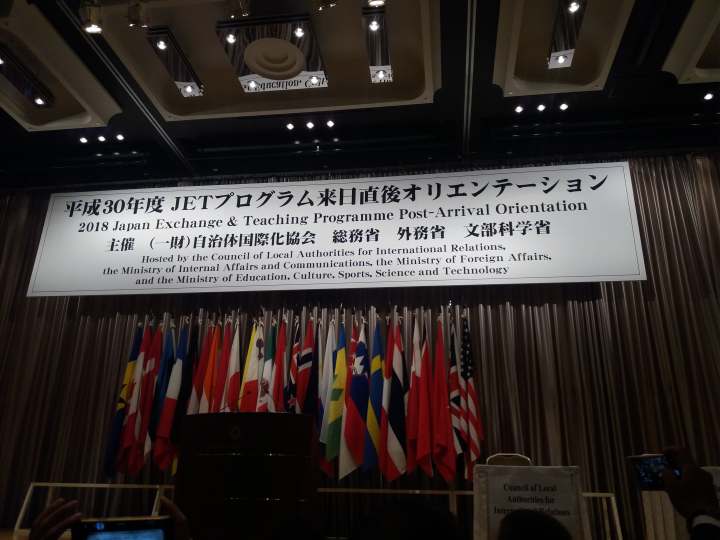 平成30年度 JETプログラム来日直後オリエンテーション
2018 Japan Exchange & Teaching Programme Post-Arrival Orientation
主催 (一財)自治体国際化協会 総務省 外務省 文部科学省
Hosted by the Council of Local Authorities for International Relations,
the Ministry of Internal Affairs and Communications, the Ministry of Foreign Affairs,
and the Ministry of Education, Culture, Sports, Science and Technology
Council of Local
Authorities for
International Relations